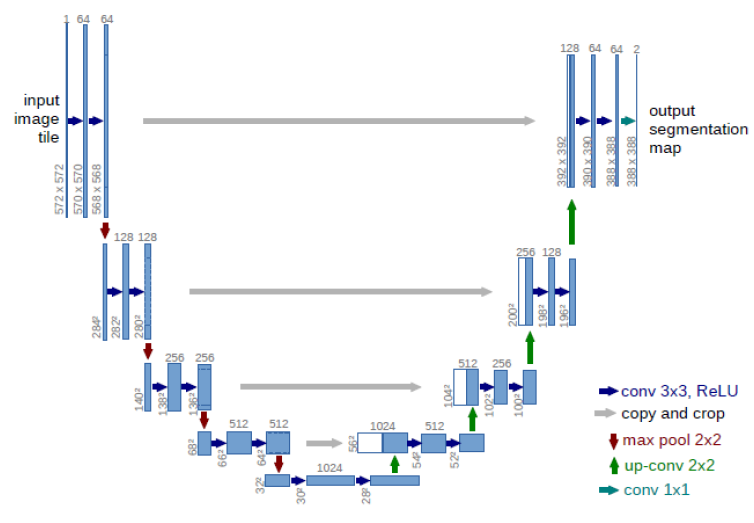 1 64 64
input
image
tile
572 x 572
570 x 570
568 x 568
128 64 64 2
output
segmentation
map
392 x 392
390 x 390
388 x 388
388 x 388
128 128
284²
282²
280²
256 128
200²
198²
196²
256 256
140²
138²
136²
512 256
104²
102²
100²
512 512
68²
66²
64²
1024 512
56²
54²
52²
1024
32²
30²
28²
conv 3x3, ReLU
copy and crop
max pool 2x2
up-conv 2x2
conv 1x1